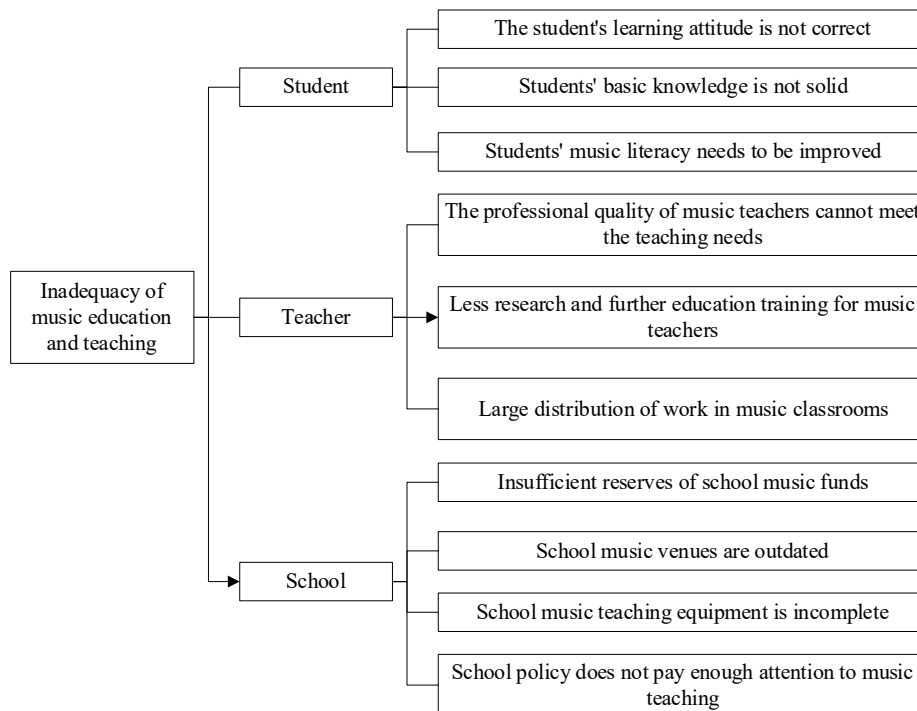 The student's learning attitude is not correct
Student
Students' basic knowledge is not solid
Students' music literacy needs to be improved
The professional quality of music teachers cannot meet
the teaching needs
Inadequacy of
music education
and teaching
Teacher
Less research and further education training for music
teachers
Large distribution of work in music classrooms
Insufficient reserves of school music funds
School music venues are outdated
School
School music teaching equipment is incomplete
School policy does not pay enough attention to music
teaching